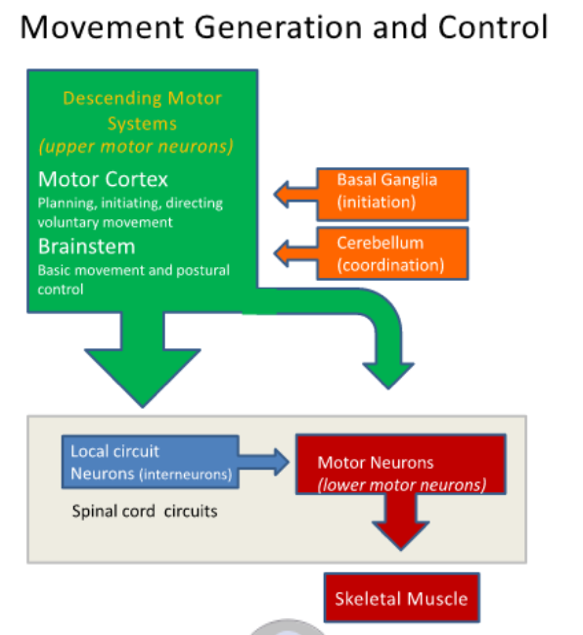 Movement Generation and Control
Descending Motor
Systems
(upper motor neurons)
Motor Cortex
Planning, initiating, directing
voluntary movement
Brainstem
Basic movement and postural
control
Basal Ganglia
(initiation)
Cerebellum
(coordination)
Local circuit
Neurons (interneurons)
Spinal cord circuits
Motor Neurons
(lower motor neurons)
Skeletal Muscle